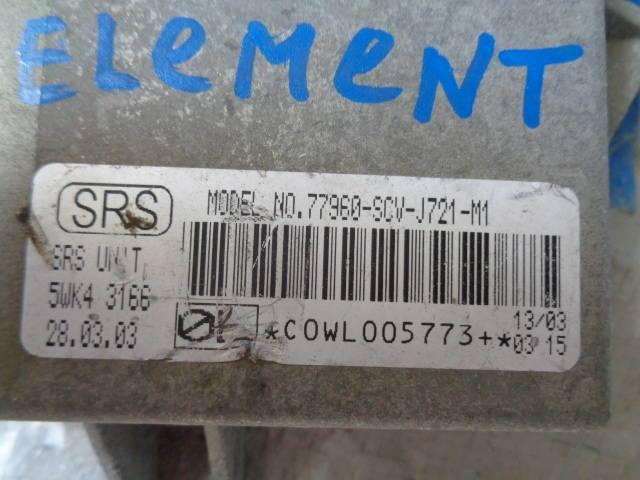 ELEMENT
SRS
MODEL NO.77960-SCV-J721-M1
SRS UNIT
5WK4 3166
28.03.03
*COWL005773+*
13/03
03 15